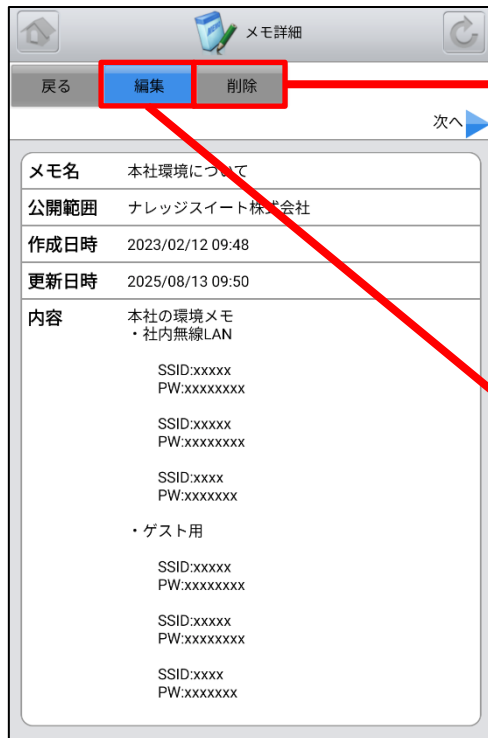 メモ詳細
戻る 編集 削除
次へ
メモ名 本社環境について
公開範囲 ナレッジスイート株式会社
作成日時 2023/02/12 09:48
更新日時 2025/08/13 09:50
内容 本社の環境メモ
・社内無線LAN
SSID:xxxxx
PW:xxxxxxxx
SSID:xxxxx
PW:xxxxxxxx
SSID:xxxx
PW:xxxxxxx
・ゲスト用
SSID:xxxxx
PW:xxxxxxxx
SSID:xxxxx
PW:xxxxxxxx
SSID:xxxx
PW:xxxxxxx